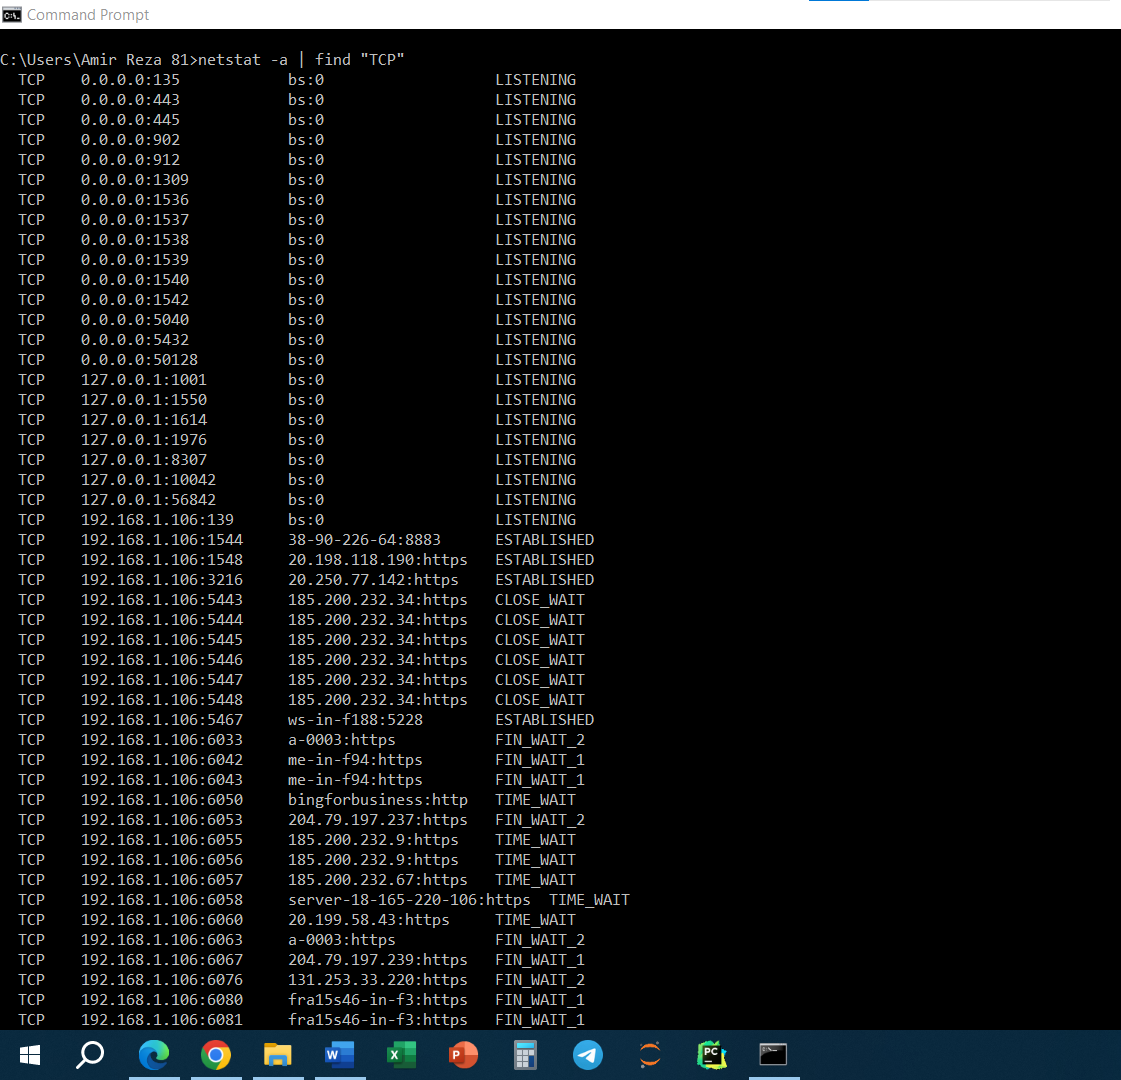 Command Prompt
C:\Users\Amir Reza 81>netstat -a | find "TCP"
TCP 0.0.0.0:135 bs:0 LISTENING
TCP 0.0.0.0:443 bs:0 LISTENING
TCP 0.0.0.0:445 bs:0 LISTENING
TCP 0.0.0.0:902 bs:0 LISTENING
TCP 0.0.0.0:912 bs:0 LISTENING
TCP 0.0.0.0:1309 bs:0 LISTENING
TCP 0.0.0.0:1536 bs:0 LISTENING
TCP 0.0.0.0:1537 bs:0 LISTENING
TCP 0.0.0.0:1538 bs:0 LISTENING
TCP 0.0.0.0:1539 bs:0 LISTENING
TCP 0.0.0.0:1540 bs:0 LISTENING
TCP 0.0.0.0:1542 bs:0 LISTENING
TCP 0.0.0.0:5040 bs:0 LISTENING
TCP 0.0.0.0:5432 bs:0 LISTENING
TCP 0.0.0.0:50128 bs:0 LISTENING
TCP 127.0.0.1:1001 bs:0 LISTENING
TCP 127.0.0.1:1550 bs:0 LISTENING
TCP 127.0.0.1:1614 bs:0 LISTENING
TCP 127.0.0.1:1976 bs:0 LISTENING
TCP 127.0.0.1:8307 bs:0 LISTENING
TCP 127.0.0.1:10042 bs:0 LISTENING
TCP 127.0.0.1:56842 bs:0 LISTENING
TCP 192.168.1.106:139 bs:0 LISTENING
TCP 192.168.1.106:1544 38-90-226-64:8883 ESTABLISHED
TCP 192.168.1.106:1548 20.198.118.190:https ESTABLISHED
TCP 192.168.1.106:3216 20.250.77.142:https ESTABLISHED
TCP 192.168.1.106:5443 185.200.232.34:https CLOSE_WAIT
TCP 192.168.1.106:5444 185.200.232.34:https CLOSE_WAIT
TCP 192.168.1.106:5445 185.200.232.34:https CLOSE_WAIT
TCP 192.168.1.106:5446 185.200.232.34:https CLOSE_WAIT
TCP 192.168.1.106:5447 185.200.232.34:https CLOSE_WAIT
TCP 192.168.1.106:5448 185.200.232.34:https CLOSE_WAIT
TCP 192.168.1.106:5467 ws-in-f188:5228 ESTABLISHED
TCP 192.168.1.106:6033 a-0003:https FIN_WAIT_2
TCP 192.168.1.106:6042 me-in-f94:https FIN_WAIT_1
TCP 192.168.1.106:6043 me-in-f94:https FIN_WAIT_1
TCP 192.168.1.106:6050 bingforbusiness:http TIME_WAIT
TCP 192.168.1.106:6053 204.79.197.237:https FIN_WAIT_2
TCP 192.168.1.106:6055 185.200.232.9:https TIME_WAIT
TCP 192.168.1.106:6056 185.200.232.9:https TIME_WAIT
TCP 192.168.1.106:6057 185.200.232.67:https TIME_WAIT
TCP 192.168.1.106:6058 server-18-165-220-106:https TIME_WAIT
TCP 192.168.1.106:6060 20.199.58.43:https TIME_WAIT
TCP 192.168.1.106:6063 a-0003:https FIN_WAIT_2
TCP 192.168.1.106:6067 204.79.197.239:https FIN_WAIT_1
TCP 192.168.1.106:6076 131.253.33.220:https FIN_WAIT_2
TCP 192.168.1.106:6080 fra15s46-in-f3:https FIN_WAIT_1
TCP 192.168.1.106:6081 fra15s46-in-f3:https FIN_WAIT_1
W X P PC